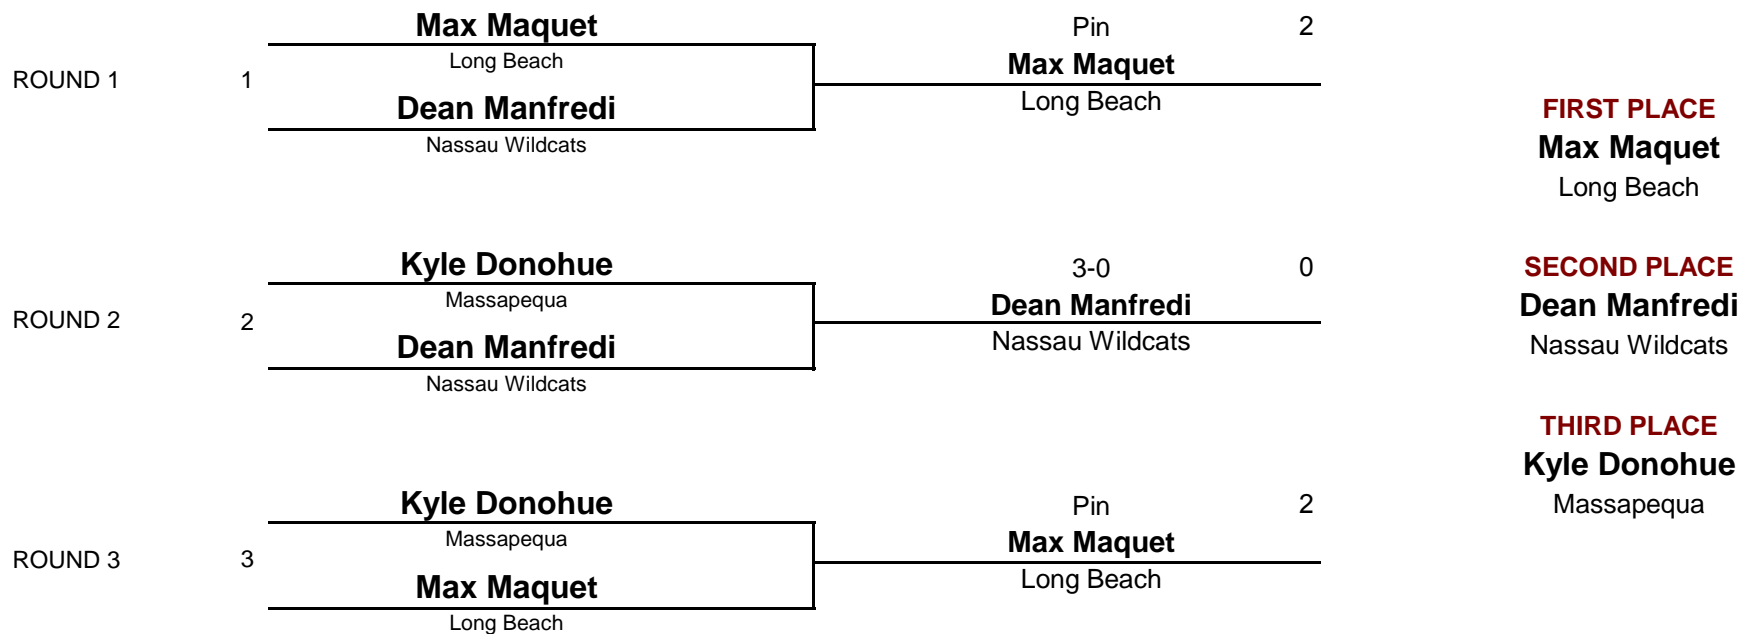 Max Maquet
Pin 2
Long Beach
Max Maquet
ROUND 1 1
Dean Manfredi
Long Beach
Nassau Wildcats
FIRST PLACE
Max Maquet
Long Beach
Kyle Donohue
3-0 0
Massapequa
Dean Manfredi
ROUND 2 2
Dean Manfredi
Nassau Wildcats
Nassau Wildcats
SECOND PLACE
Dean Manfredi
Nassau Wildcats
THIRD PLACE
Kyle Donohue
Massapequa
Kyle Donohue
Pin 2
Massapequa
Max Maquet
ROUND 3 3
Max Maquet
Long Beach
Long Beach